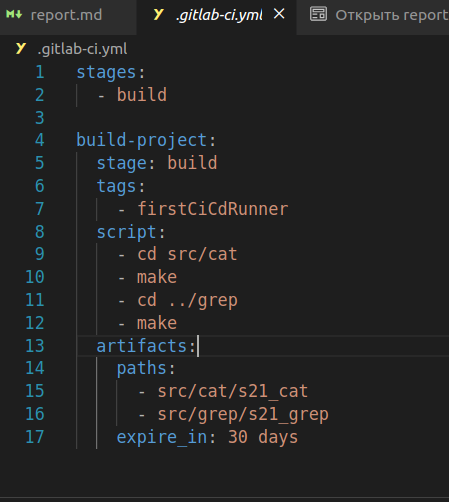 report.md .gitlab-ci.yml Открыть report
.gitlab-ci.yml
1 stages:
2 - build
3
4 build-project:
5 stage: build
6 tags:
7 - firstCiCdRunner
8 script:
9 - cd src/cat
10 - make
11 - cd ../grep
12 - make
13 artifacts:
14 paths:
15 - src/cat/s21_cat
16 - src/grep/s21_grep
17 expire_in: 30 days